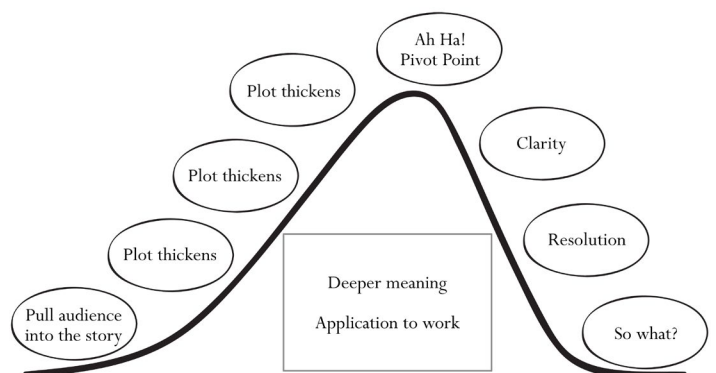 Pull audience
into the story
Plot thickens
Plot thickens
Plot thickens
Ah Ha!
Pivot Point
Clarity
Resolution
So what?
Deeper meaning
Application to work